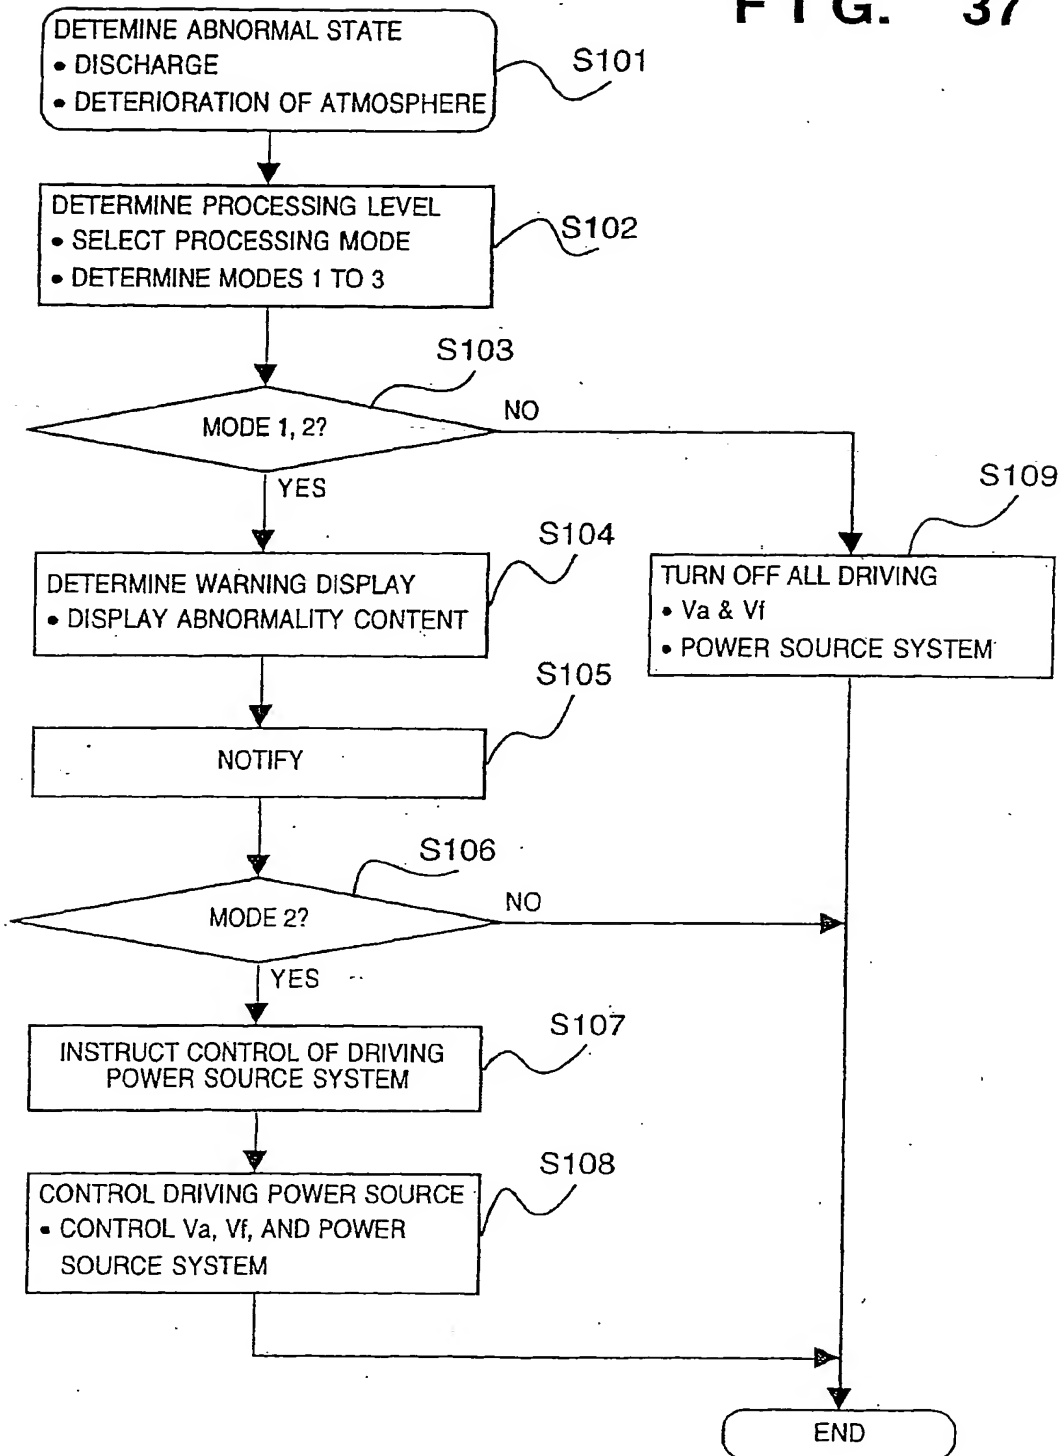 FIG. 37
DETEMINE ABNORMAL STATE
• DISCHARGE
• DETERIORATION OF ATMOSPHERE
S101
DETERMINE PROCESSING LEVEL
• SELECT PROCESSING MODE
• DETERMINE MODES 1 TO 3
S102
S103
MODE 1, 2?
NO
YES
S109
TURN OFF ALL DRIVING
• Va & Vf
• POWER SOURCE SYSTEM
S104
DETERMINE WARNING DISPLAY
• DISPLAY ABNORMALITY CONTENT
S105
NOTIFY
S106
MODE 2?
NO
YES
S107
INSTRUCT CONTROL OF DRIVING
POWER SOURCE SYSTEM
S108
CONTROL DRIVING POWER SOURCE
• CONTROL Va, Vf, AND POWER
SOURCE SYSTEM
END